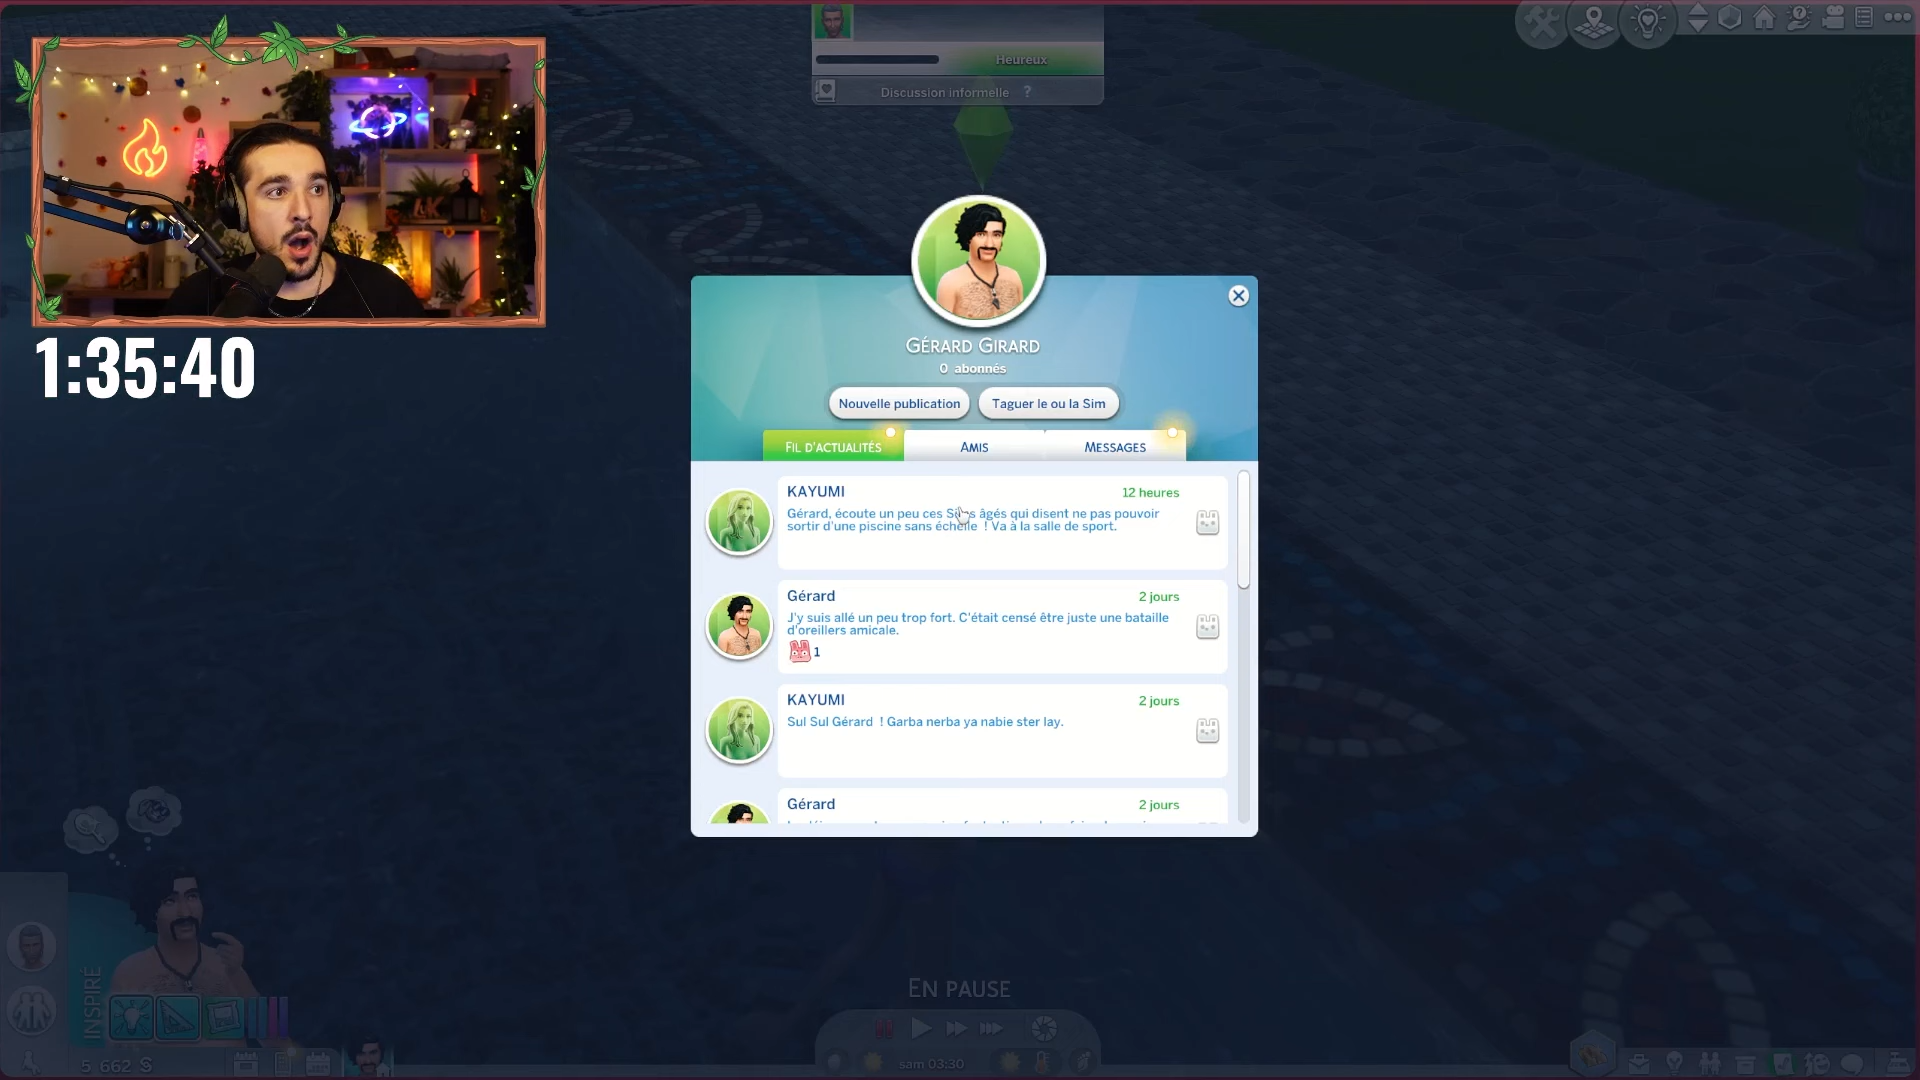 Heureux
Discussion informelle ?
1:35:40
GÉRARD GIRARD
0 abonnés
Nouvelle publication
Taguer le ou la Sim
FIL D'ACTUALITÉS
AMIS
MESSAGES
KAYUMI
12 heures
Gérard, écoute un peu ces Sims âgés qui disent ne pas pouvoir
sortir d'une piscine sans échelle ! Va à la salle de sport.
Gérard
2 jours
J'y suis allé un peu trop fort. C'était censé être juste une bataille
d'oreillers amicale.
1
KAYUMI
2 jours
Sul Sul Gérard ! Garba nerba ya nabie ster lay.
Gérard
2 jours
INSPIRÉ
EN PAUSE
5 662 S
sam 03:30